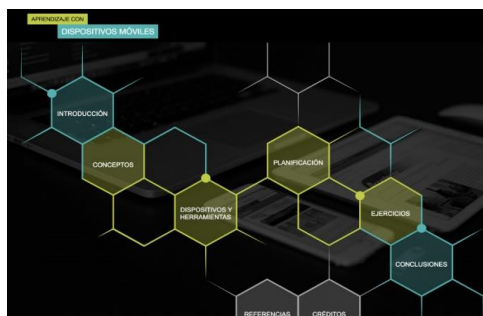 APRENDIZAJE CON
DISPOSITIVOS MÓVILES
INTRODUCCIÓN
CONCEPTOS
PLANIFICACIÓN
DISPOSITIVOS Y
HERRAMIENTAS
EJERCICIOS
CONCLUSIONES
REFERENCIAS
CRÉDITOS